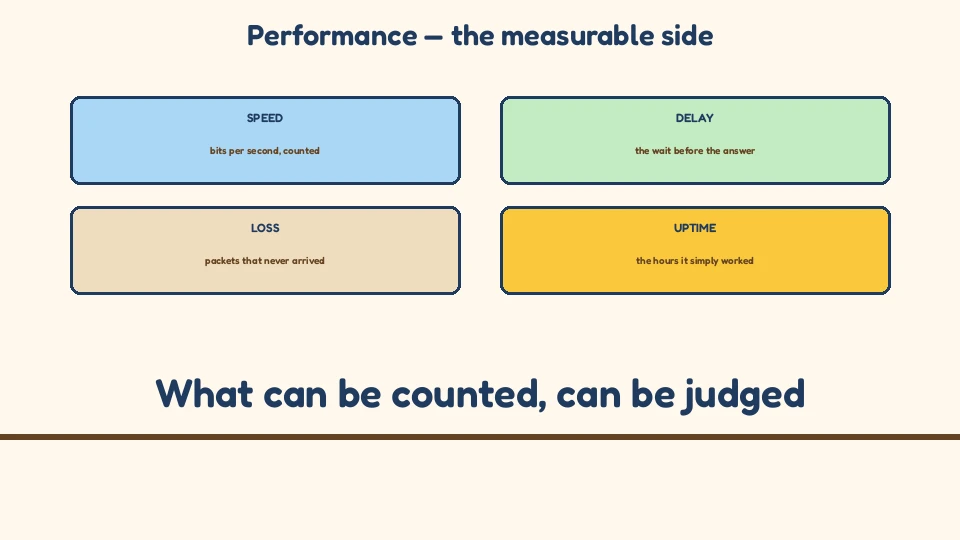 Performance — the measurable side
SPEED
bits per second, counted
DELAY
the wait before the answer
LOSS
packets that never arrived
UPTIME
the hours it simply worked
What can be counted, can be judged